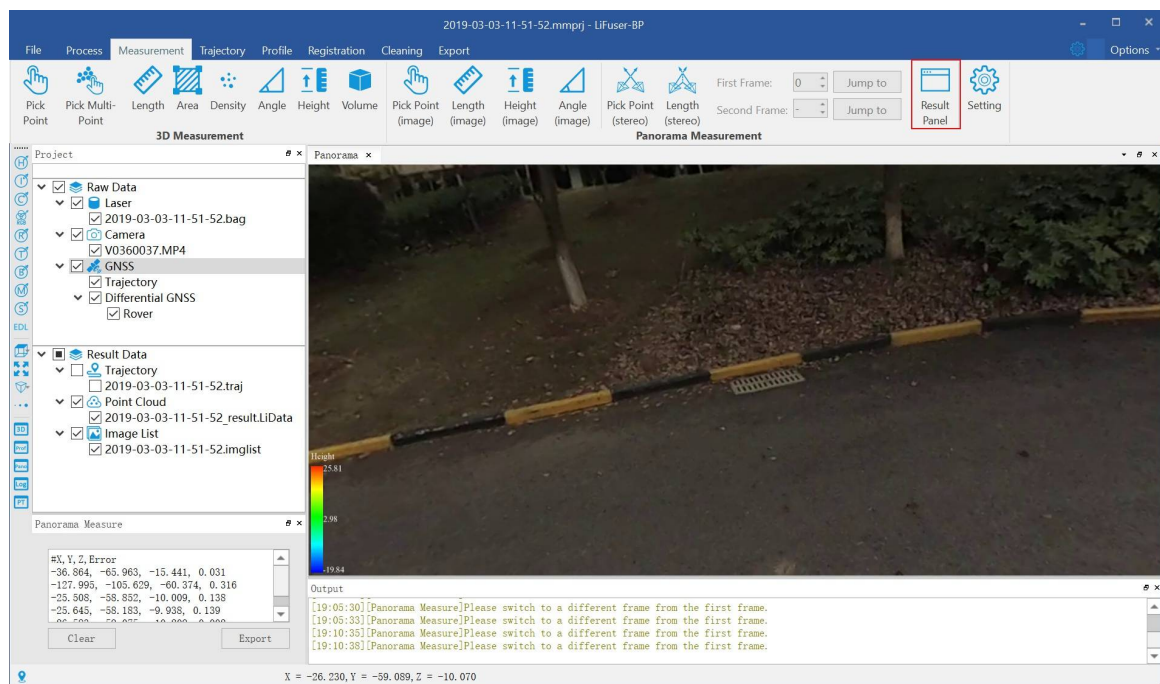 2019-03-03-11-51-52.mmprj - LiFuser-BP
File Process Measurement Trajectory Profile Registration Cleaning Export Options
Pick Point
Pick Multi-Point
Length Area Density Angle Height Volume
3D Measurement
Pick Point (image)
Length (image)
Height (image)
Angle (image)
Pick Point (stereo)
Length (stereo)
First Frame: 0 Jump to
Second Frame: - Jump to
Panorama Measurement
Result Panel
Setting
Project
Raw Data
Laser
2019-03-03-11-51-52.bag
Camera
V0360037.MP4
GNSS
Trajectory
Differential GNSS
Rover
EDL
Result Data
Trajectory
2019-03-03-11-51-52.traj
Point Cloud
2019-03-03-11-51-52_result.LiData
Image List
2019-03-03-11-51-52.imglist
3D
Prof
Pano
Log
PT
Panorama
Height
25.81
2.98
-19.84
Panorama Measure
#X,Y,Z,Error
-36.864, -65.963, -15.441, 0.031
-127.995, -105.629, -60.374, 0.316
-25.508, -58.852, -10.009, 0.138
-25.645, -58.183, -9.938, 0.139
Clear Export
Output
[19:05:30][Panorama Measure]Please switch to a different frame from the first frame.
[19:05:33][Panorama Measure]Please switch to a different frame from the first frame.
[19:10:35][Panorama Measure]Please switch to a different frame from the first frame.
[19:10:38][Panorama Measure]Please switch to a different frame from the first frame.
X = -26.230,Y = -59.089,Z = -10.070